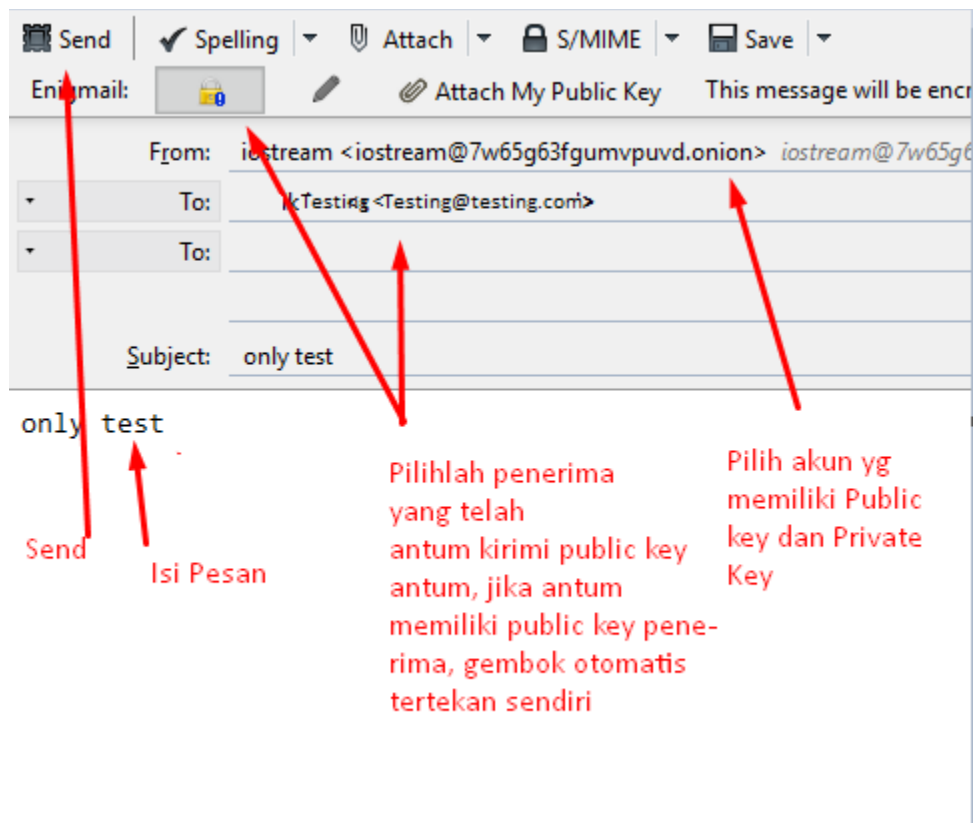 Send Spelling Attach S/MIME Save
Enigmail: Attach My Public Key This message will be encr
From: iostream <iostream@7w65g63fgumvpuvd.onion> iostream@7w65g6
To: Testing <Testing@testing.com>
To:
Subject: only test
only test
Send
Isi Pesan
Pilihlah penerima
yang telah
antum kirimi public key
antum, jika antum
memiliki public key pene-
rima, gembok otomatis
tertekan sendiri
Pilih akun yg
memiliki Public
key dan Private
Key